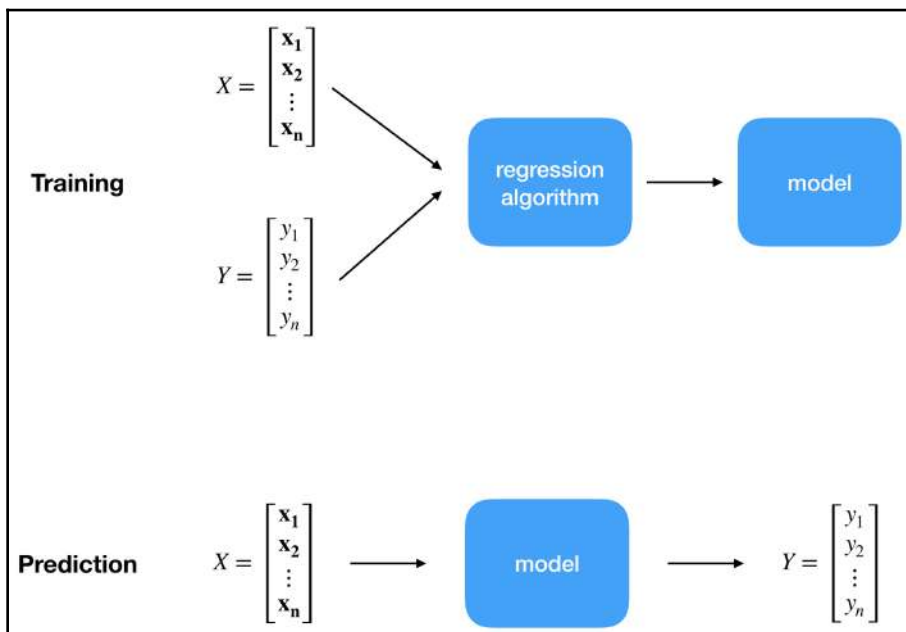 X = [x₁ x₂ ⋮ xₙ]
Training
regression
algorithm
model
Y = [y₁ y₂ ⋮ yₙ]
Prediction
X = [x₁ x₂ ⋮ xₙ]
model
Y = [y₁ y₂ ⋮ yₙ]